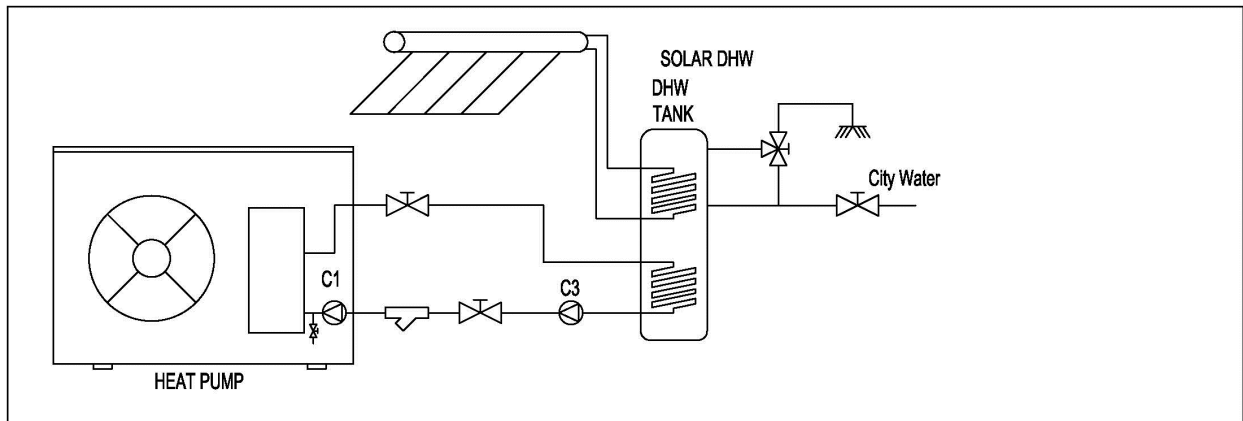 SOLAR DHW
DHW
TANK
City Water
C1
C3
HEAT PUMP